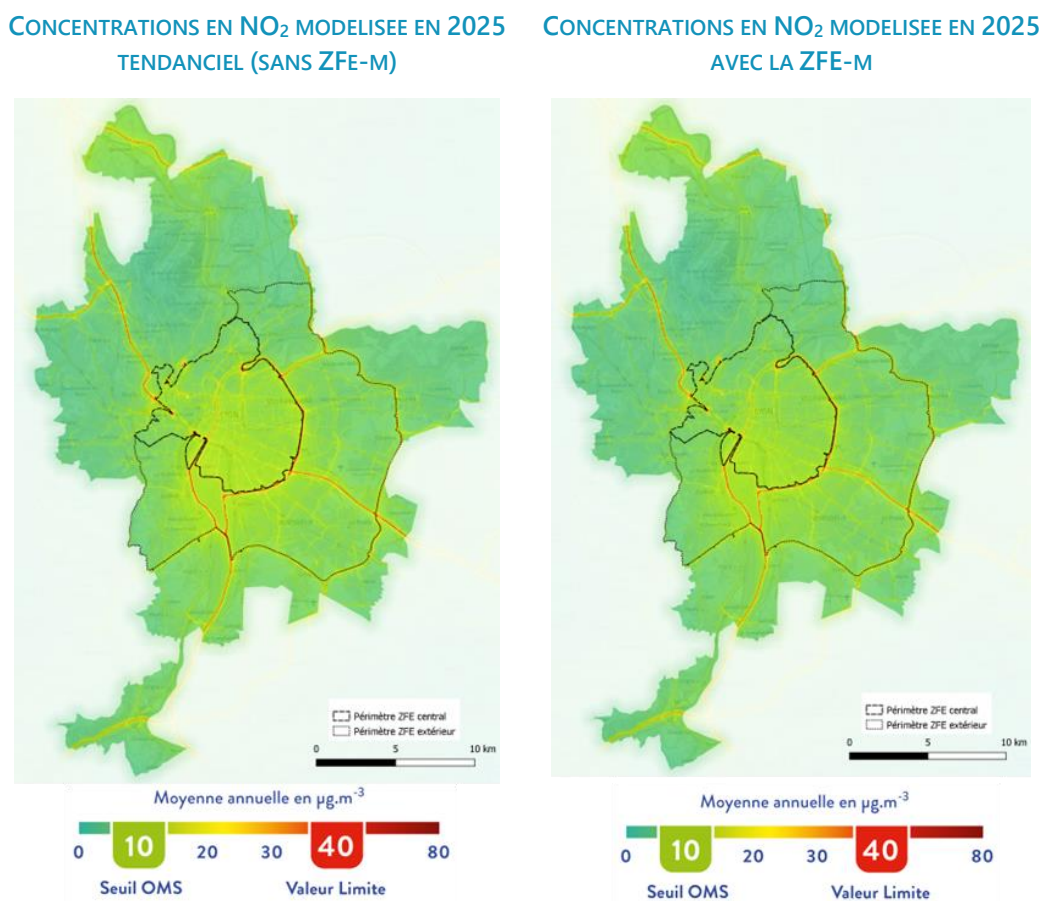 CONCENTRATIONS EN NO₂ MODELISEE EN 2025
TENDANCIEL (SANS ZFE-M)
CONCENTRATIONS EN NO₂ MODELISEE EN 2025
AVEC LA ZFE-M
LYON
Périmètre ZFE central
Périmètre ZFE extérieur
0 5 10 km
Périmètre ZFE central
Périmètre ZFE extérieur
0 5 10 km
Moyenne annuelle en µg.m⁻³
0 10 20 30 40 80
Seuil OMS Valeur Limite
Moyenne annuelle en µg.m⁻³
0 10 20 30 40 80
Seuil OMS Valeur Limite